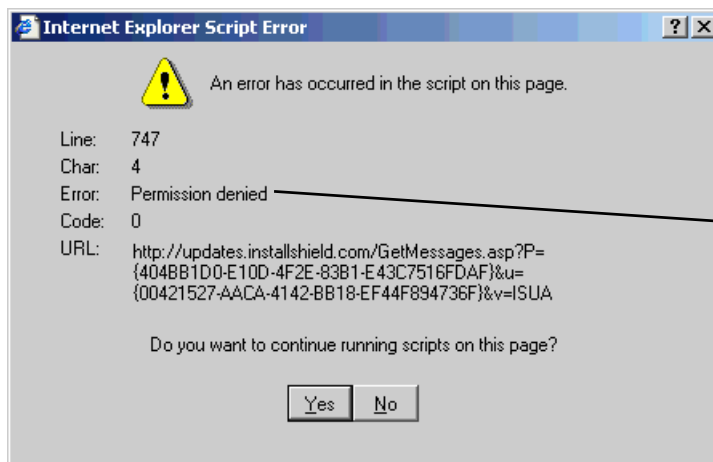 Internet Explorer Script Error
An error has occurred in the script on this page.
Line: 747
Char: 4
Error: Permission denied
Code: 0
URL: http://updates.installshield.com/GetMessages.asp?P=
{404BB1D0-E10D-4F2E-83B1-E43C7516FDAF}&u=
{00421527-AACA-4142-BB18-EF44F894736F}&v=ISUA
Do you want to continue running scripts on this page?
Yes No